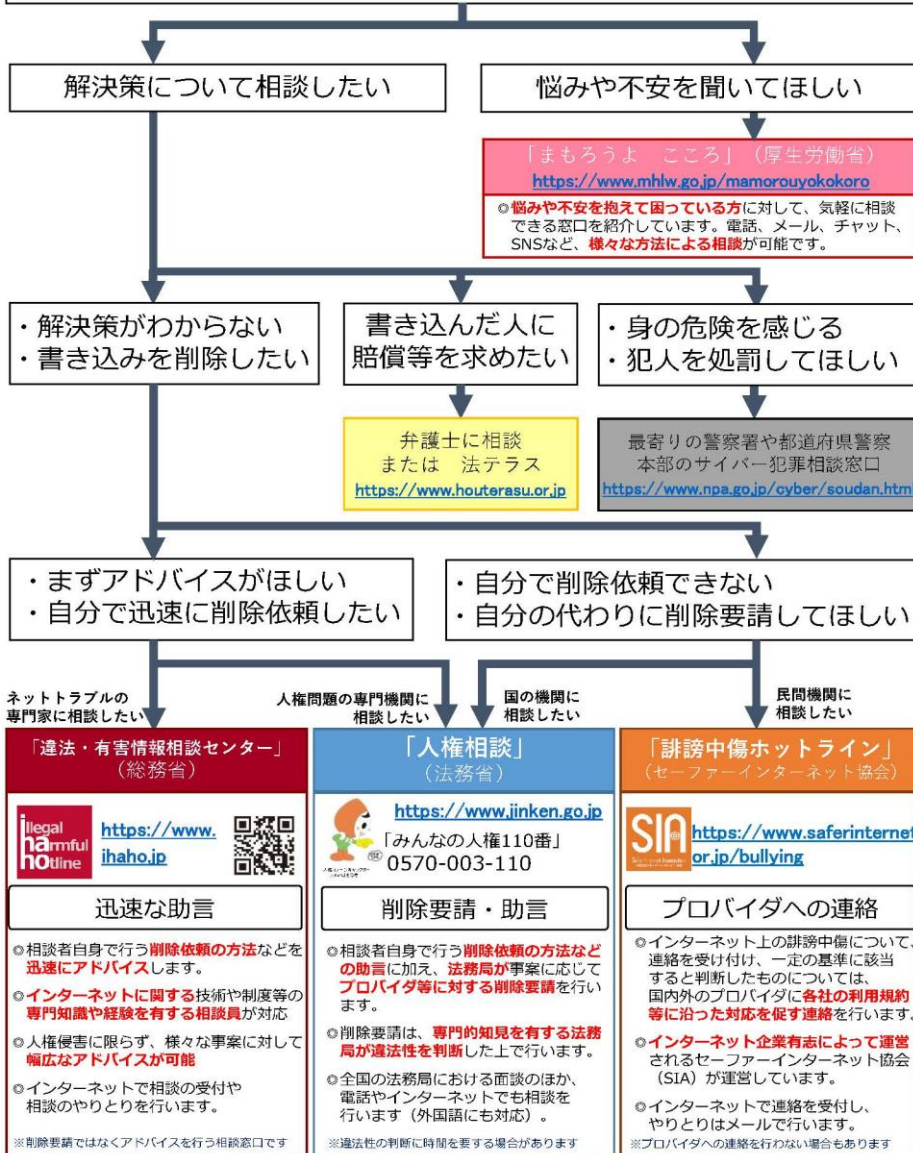 解決策について相談したい
悩みや不安を聞いてほしい
「まもろうよ　こころ」（厚生労働省）
https://www.mhlw.go.jp/mamorouyokokoro
◎悩みや不安を抱えて困っている方に対して、気軽に相談
できる窓口を紹介しています。電話、メール、チャット、
SNSなど、様々な方法による相談が可能です。
・解決策がわからない
・書き込みを削除したい
書き込んだ人に
賠償等を求めたい
・身の危険を感じる
・犯人を処罰してほしい
弁護士に相談
または　法テラス
https://www.houterasu.or.jp
最寄りの警察署や都道府県警察
本部のサイバー犯罪相談窓口
https://www.npa.go.jp/cyber/soudan.html
・まずアドバイスがほしい
・自分で迅速に削除依頼したい
・自分で削除依頼できない
・自分の代わりに削除要請してほしい
ネットトラブルの
専門家に相談したい
人権問題の専門機関に
相談したい
国の機関に
相談したい
民間機関に
相談したい
「違法・有害情報相談センター」
（総務省）
illegal
harmful
hotline
https://www.
ihaho.jp
迅速な助言
◎相談者自身で行う削除依頼の方法などを
迅速にアドバイスします。
◎インターネットに関する技術や制度等の
専門知識や経験を有する相談員が対応
◎人権侵害に限らず、様々な事案に対して
幅広なアドバイスが可能
◎インターネットで相談の受付や
相談のやりとりを行います。
※削除要請ではなくアドバイスを行う相談窓口です
「人権相談」
（法務省）
https://www.jinken.go.jp
「みんなの人権110番」
0570-003-110
削除要請・助言
◎相談者自身で行う削除依頼の方法など
の助言に加え、法務局が事案に応じて
プロバイダ等に対する削除要請を行い
ます。
◎削除要請は、専門的知見を有する法務
局が違法性を判断した上で行います。
◎全国の法務局における面談のほか、
電話やインターネットでも相談を
行います（外国語にも対応）。
※違法性の判断に時間を要する場合があります
「誹謗中傷ホットライン」
（セーファーインターネット協会）
SIA
https://www.saferinternet
or.jp/bullying
プロバイダへの連絡
◎インターネット上の誹謗中傷について、
連絡を受け付け、一定の基準に該当
すると判断したものについては、
国内外のプロバイダに各社の利用規約
等に沿った対応を促す連絡を行います。
◎インターネット企業有志によって運営
されるセーファーインターネット協会
（SIA）が運営しています。
◎インターネットで連絡を受付し、
やりとりはメールで行います。
※プロバイダへの連絡を行わない場合もあります